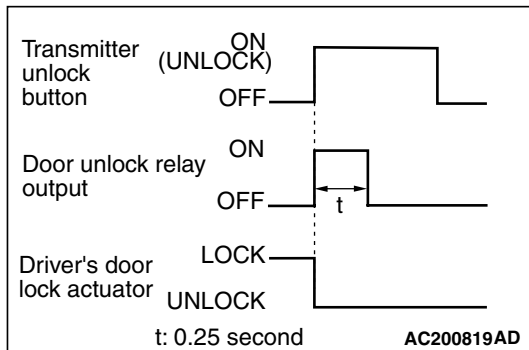 Transmitter
unlock
button
ON
(UNLOCK)
OFF
Door unlock relay
output
ON
OFF
t
Driver's door
lock actuator
LOCK
UNLOCK
t: 0.25 second
AC200819AD